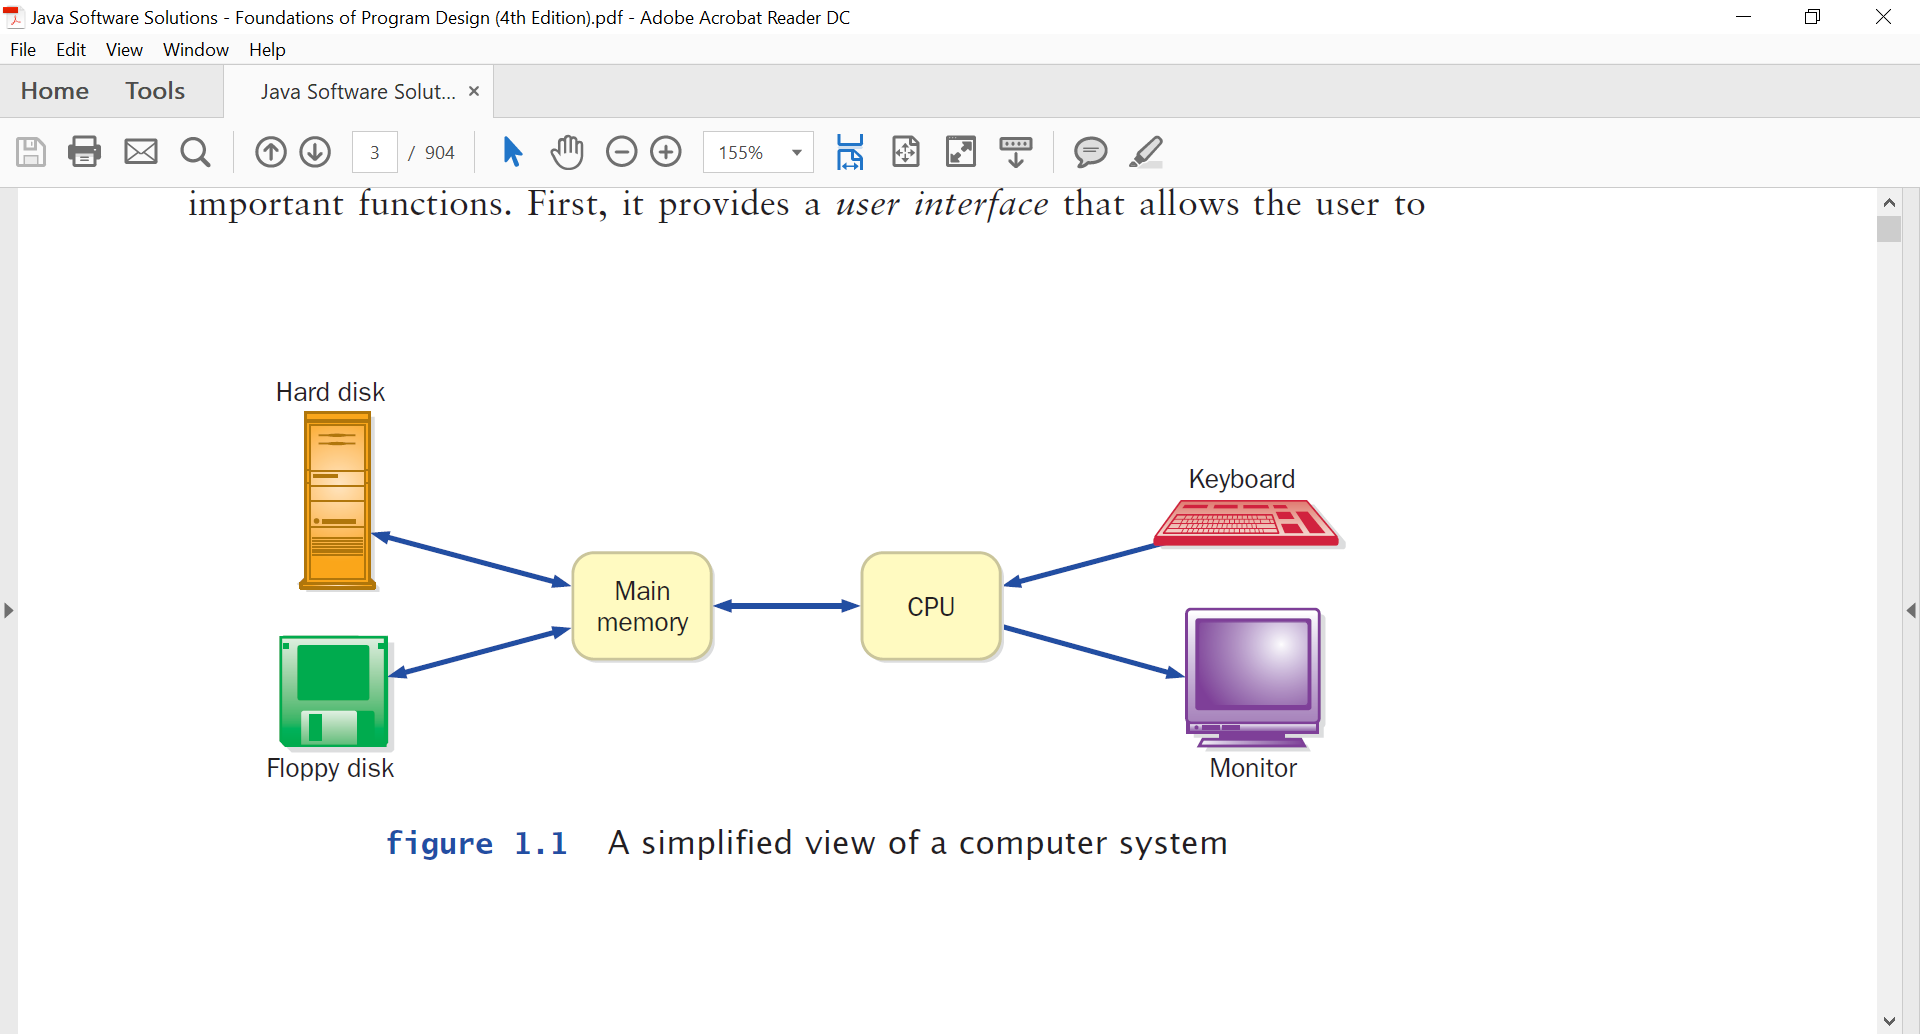 Java Software Solutions - Foundations of Program Design (4th Edition).pdf - Adobe Acrobat Reader DC
File Edit View Window Help
Home Tools Java Software Solut... ×
3 / 904 155%
important functions. First, it provides a user interface that allows the user to
Hard disk
Keyboard
Main
memory
CPU
Floppy disk
Monitor
figure 1.1 A simplified view of a computer system